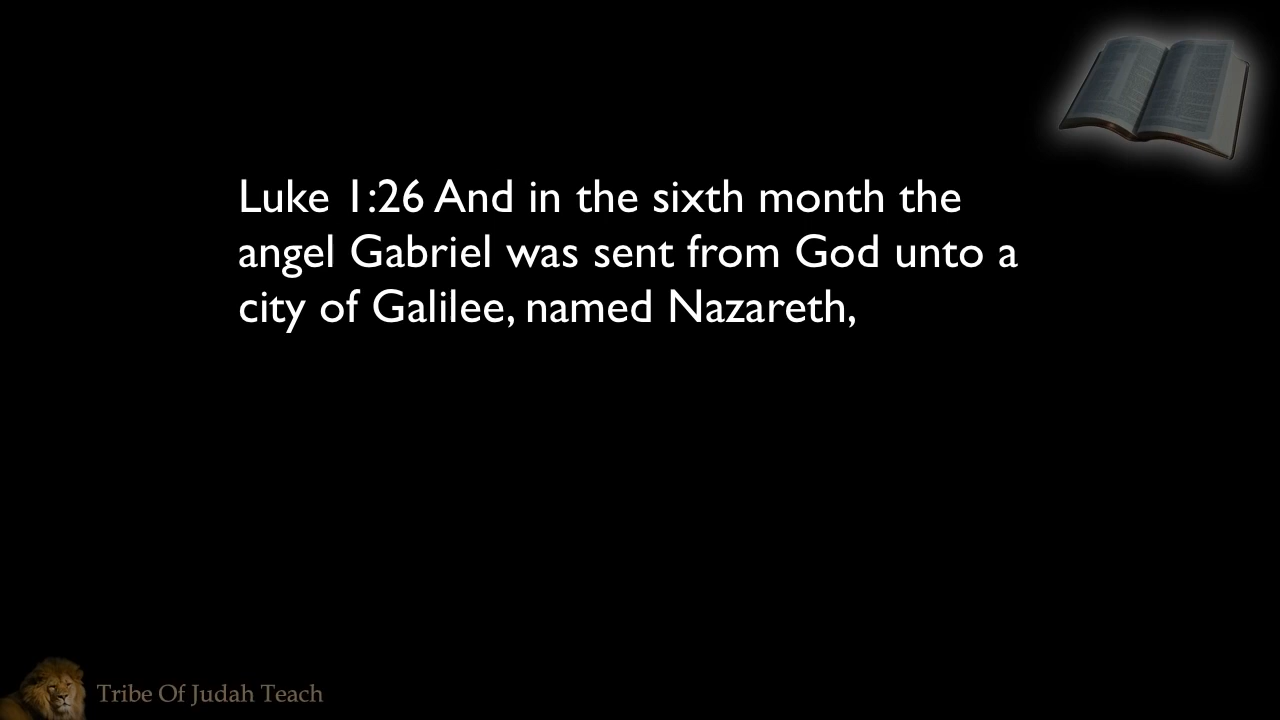 Luke 1:26 And in the sixth month the
angel Gabriel was sent from God unto a
city of Galilee, named Nazareth,
Tribe Of Judah Teach